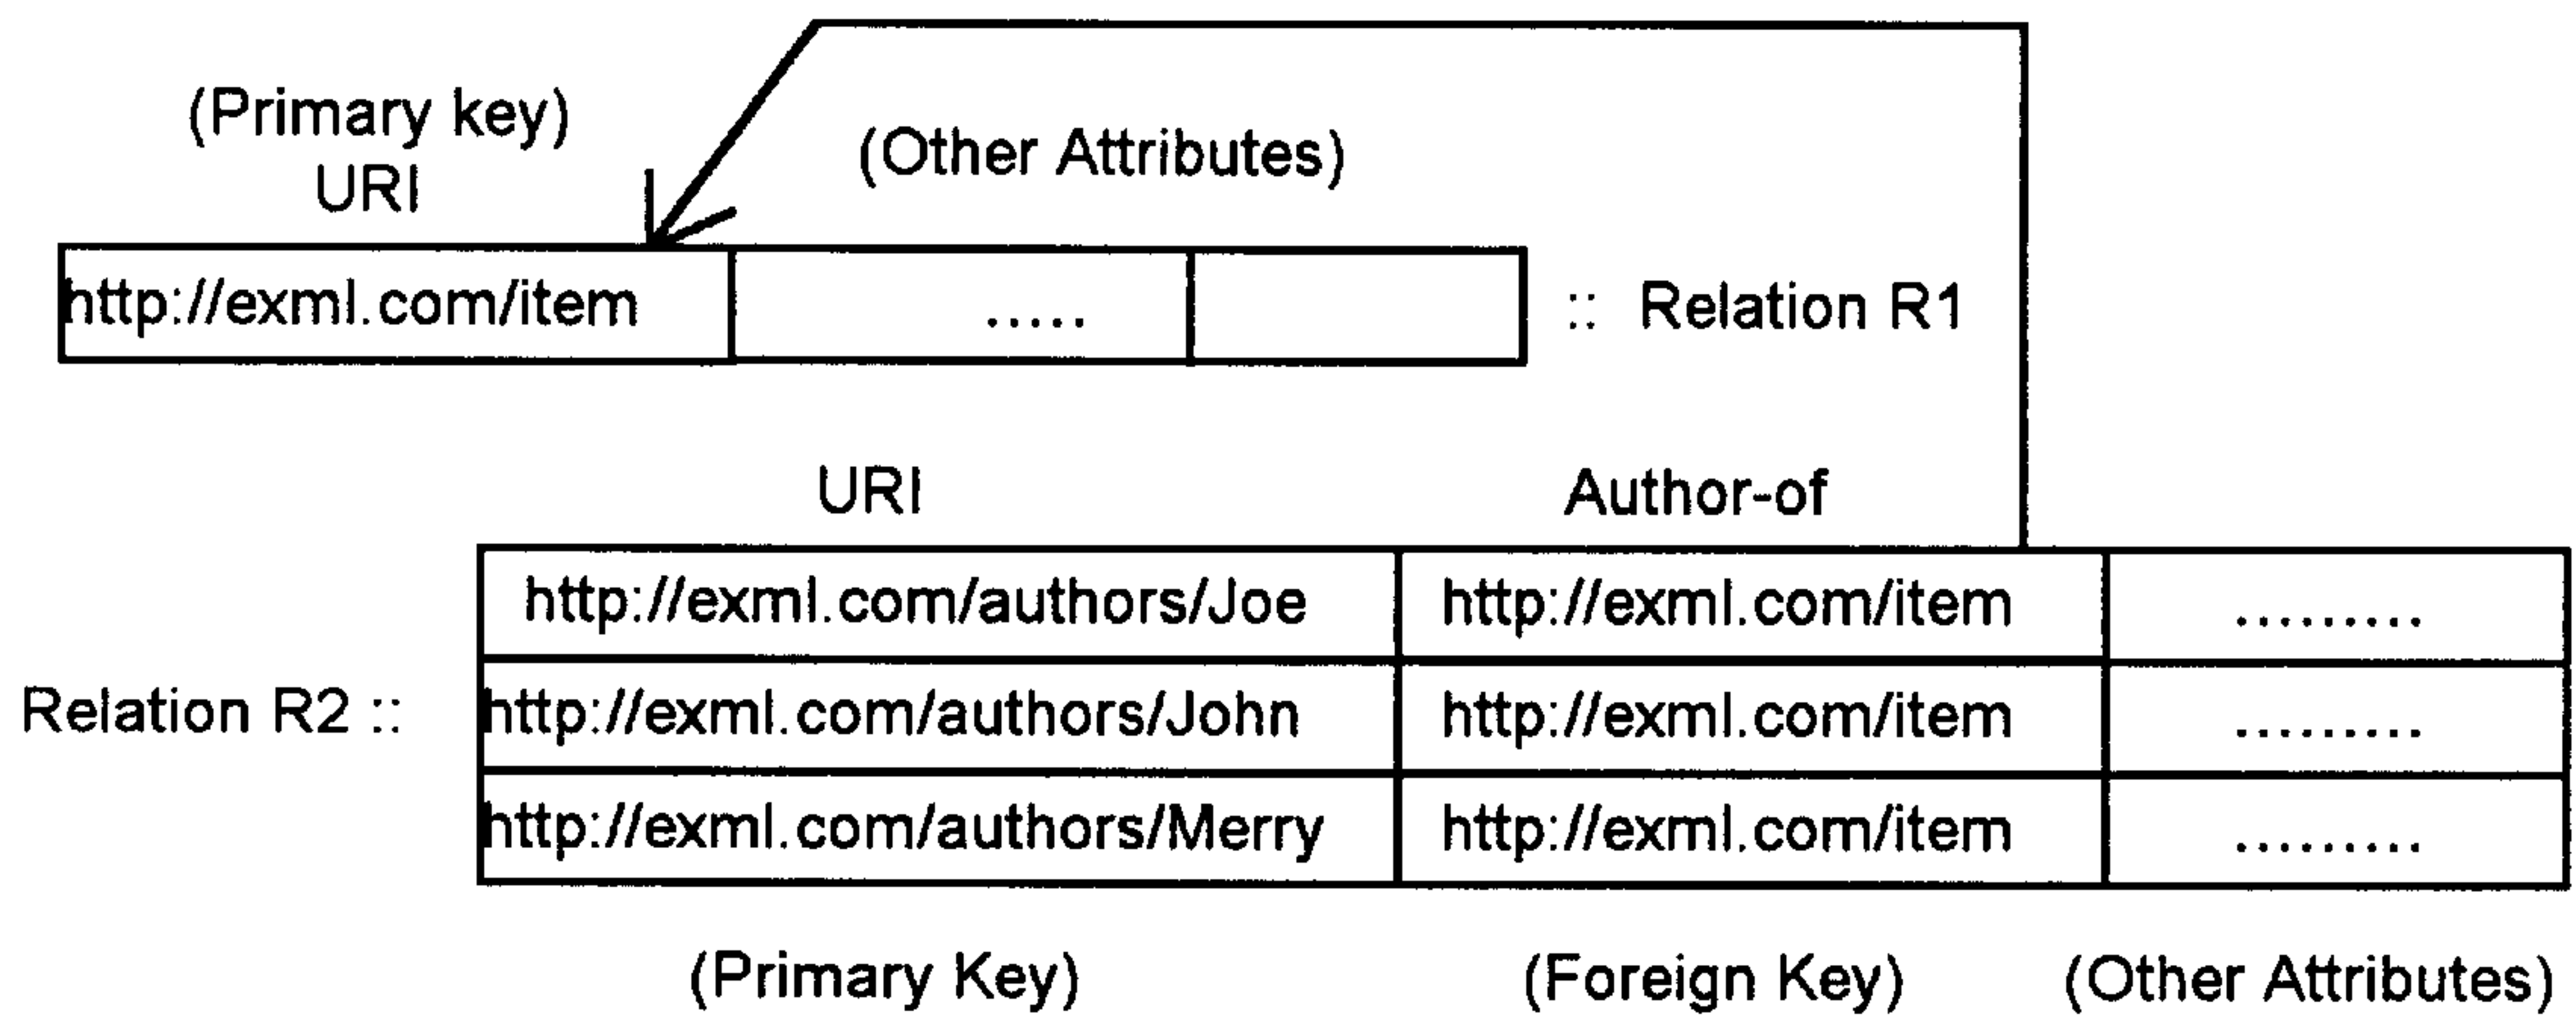 (Primary key)
URI
(Other Attributes)
http://exml.com/item ..... :: Relation R1
URI Author-of
http://exml.com/authors/Joe http://exml.com/item .........
Relation R2 :: http://exml.com/authors/John http://exml.com/item .........
http://exml.com/authors/Merry http://exml.com/item .........
(Primary Key) (Foreign Key) (Other Attributes)